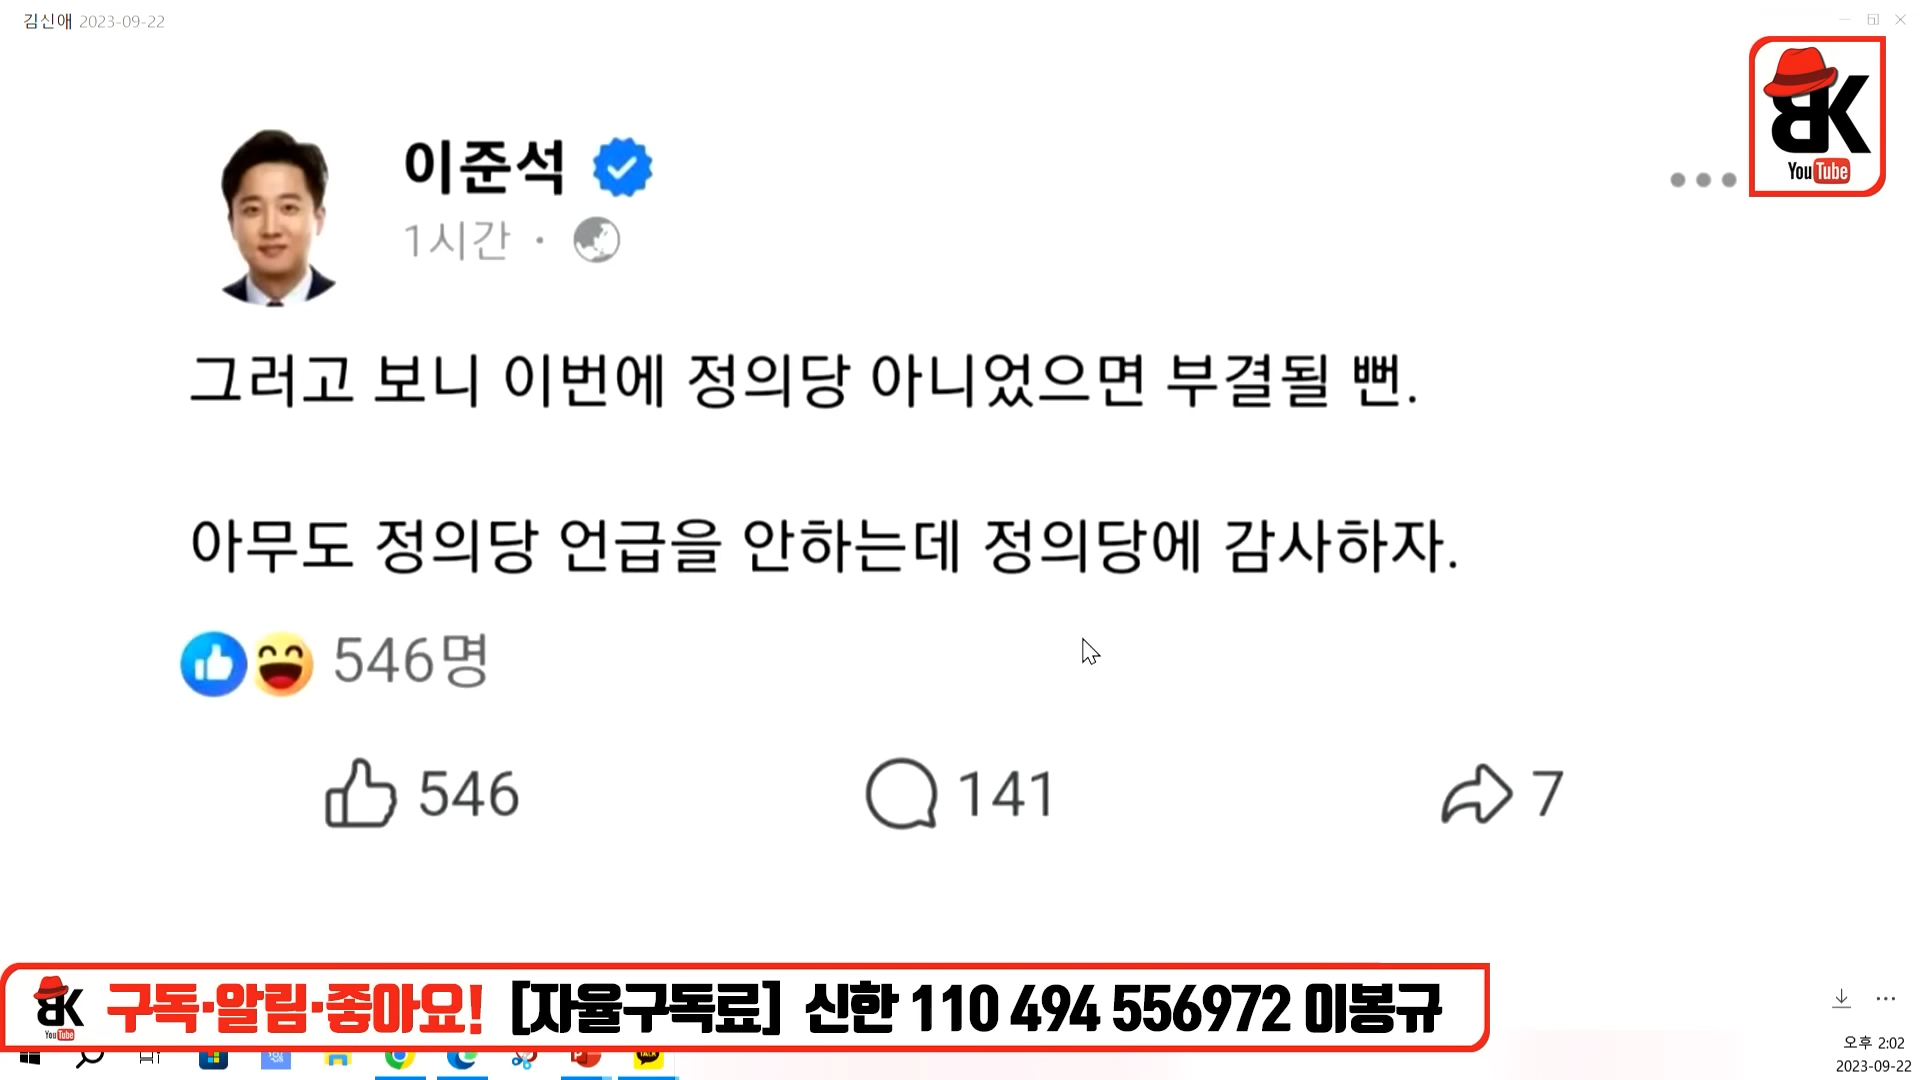 김신애 2023-09-22
BK
YouTube
이준석
1시간 ·
그러고 보니 이번에 정의당 아니었으면 부결될 뻔.
아무도 정의당 언급을 안하는데 정의당에 감사하자.
546명
546
141
7
BK
YouTube
구독·알림·좋아요! [자율구독료] 신한 110 494 556972 이봉규
TALK
오후 2:02
2023-09-22